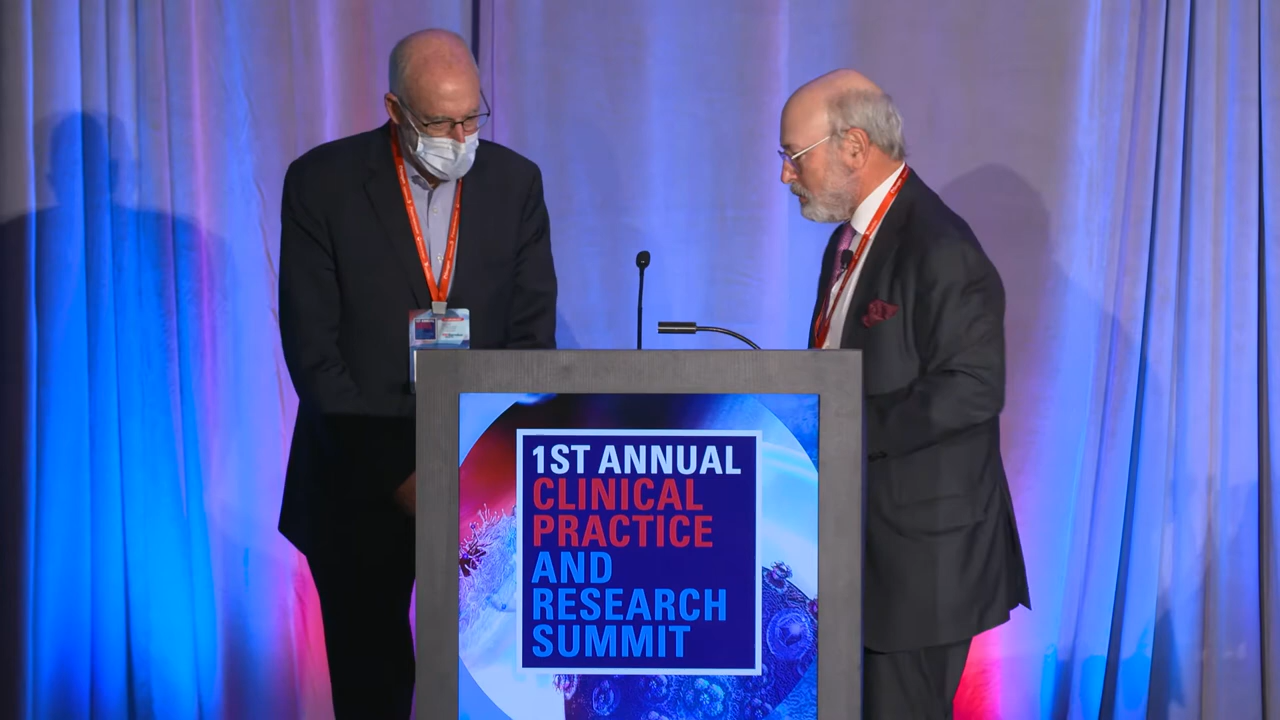 1ST ANNUAL
CLINICAL
PRACTICE
AND
RESEARCH
SUMMIT